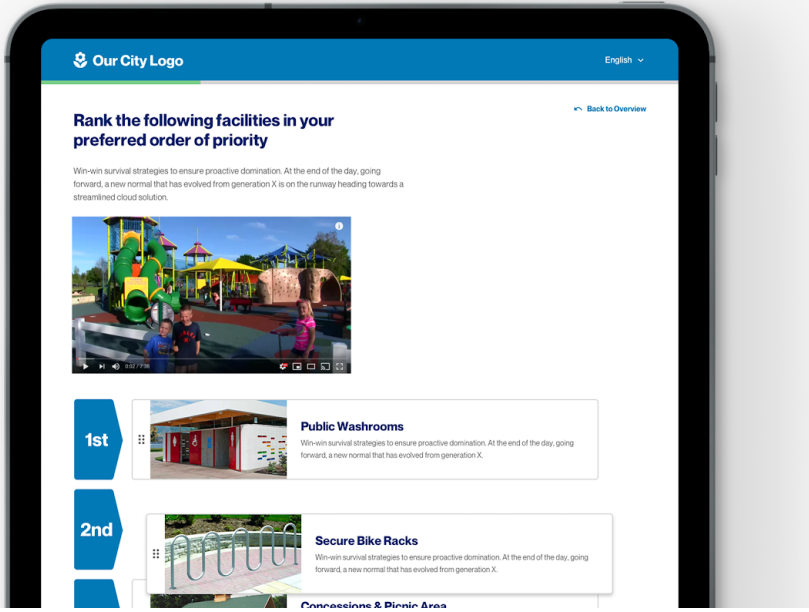 Our City Logo
English
Back to Overview
Rank the following facilities in your
preferred order of priority
Win-win survival strategies to ensure proactive domination. At the end of the day, going
forward, a new normal that has evolved from generation X is on the runway heading towards a
streamlined cloud solution.
0:02 / 7:38
1st
Public Washrooms
Win-win survival strategies to ensure proactive domination. At the end of the day, going
forward, a new normal that has evolved from generation X.
2nd
Secure Bike Racks
Win-win survival strategies to ensure proactive domination. At the end of the day, going
forward, a new normal that has evolved from generation X.
Concessions & Picnic Area